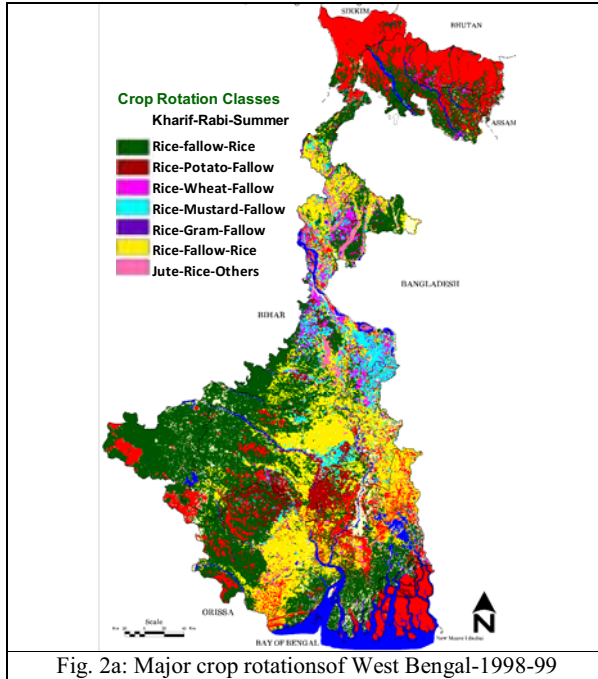 SIKKIM
BHUTAN
Crop Rotation Classes
Kharif-Rabi-Summer
ASSAM
Rice-fallow-Rice
Rice-Potato-Fallow
Rice-Wheat-Fallow
Rice-Mustard-Fallow
Rice-Gram-Fallow
Rice-Fallow-Rice
Jute-Rice-Others
BANGLADESH
BIHAR
N
ORISSA
Scale
BAY OF BENGAL
Fig. 2a: Major crop rotationsof West Bengal-1998-99